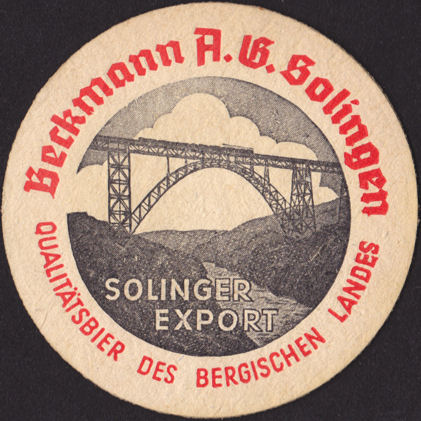 Beckmann A.G. Solingen
SOLINGER
EXPORT
QUALITÄTSBIER DES BERGISCHEN LANDES